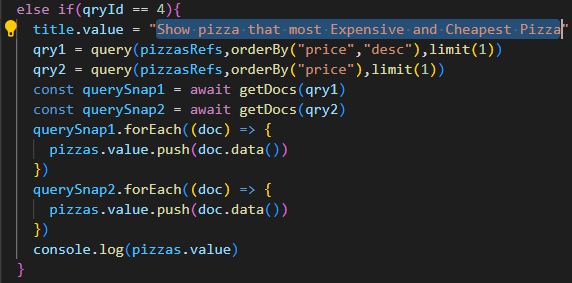 else if(qryId == 4){
title.value = "Show pizza that most Expensive and Cheapest Pizza"
qry1 = query(pizzasRefs,orderBy("price","desc"),limit(1))
qry2 = query(pizzasRefs,orderBy("price"),limit(1))
const querySnap1 = await getDocs(qry1)
const querySnap2 = await getDocs(qry2)
querySnap1.forEach((doc) => {
pizzas.value.push(doc.data())
})
querySnap2.forEach((doc) => {
pizzas.value.push(doc.data())
})
console.log(pizzas.value)
}